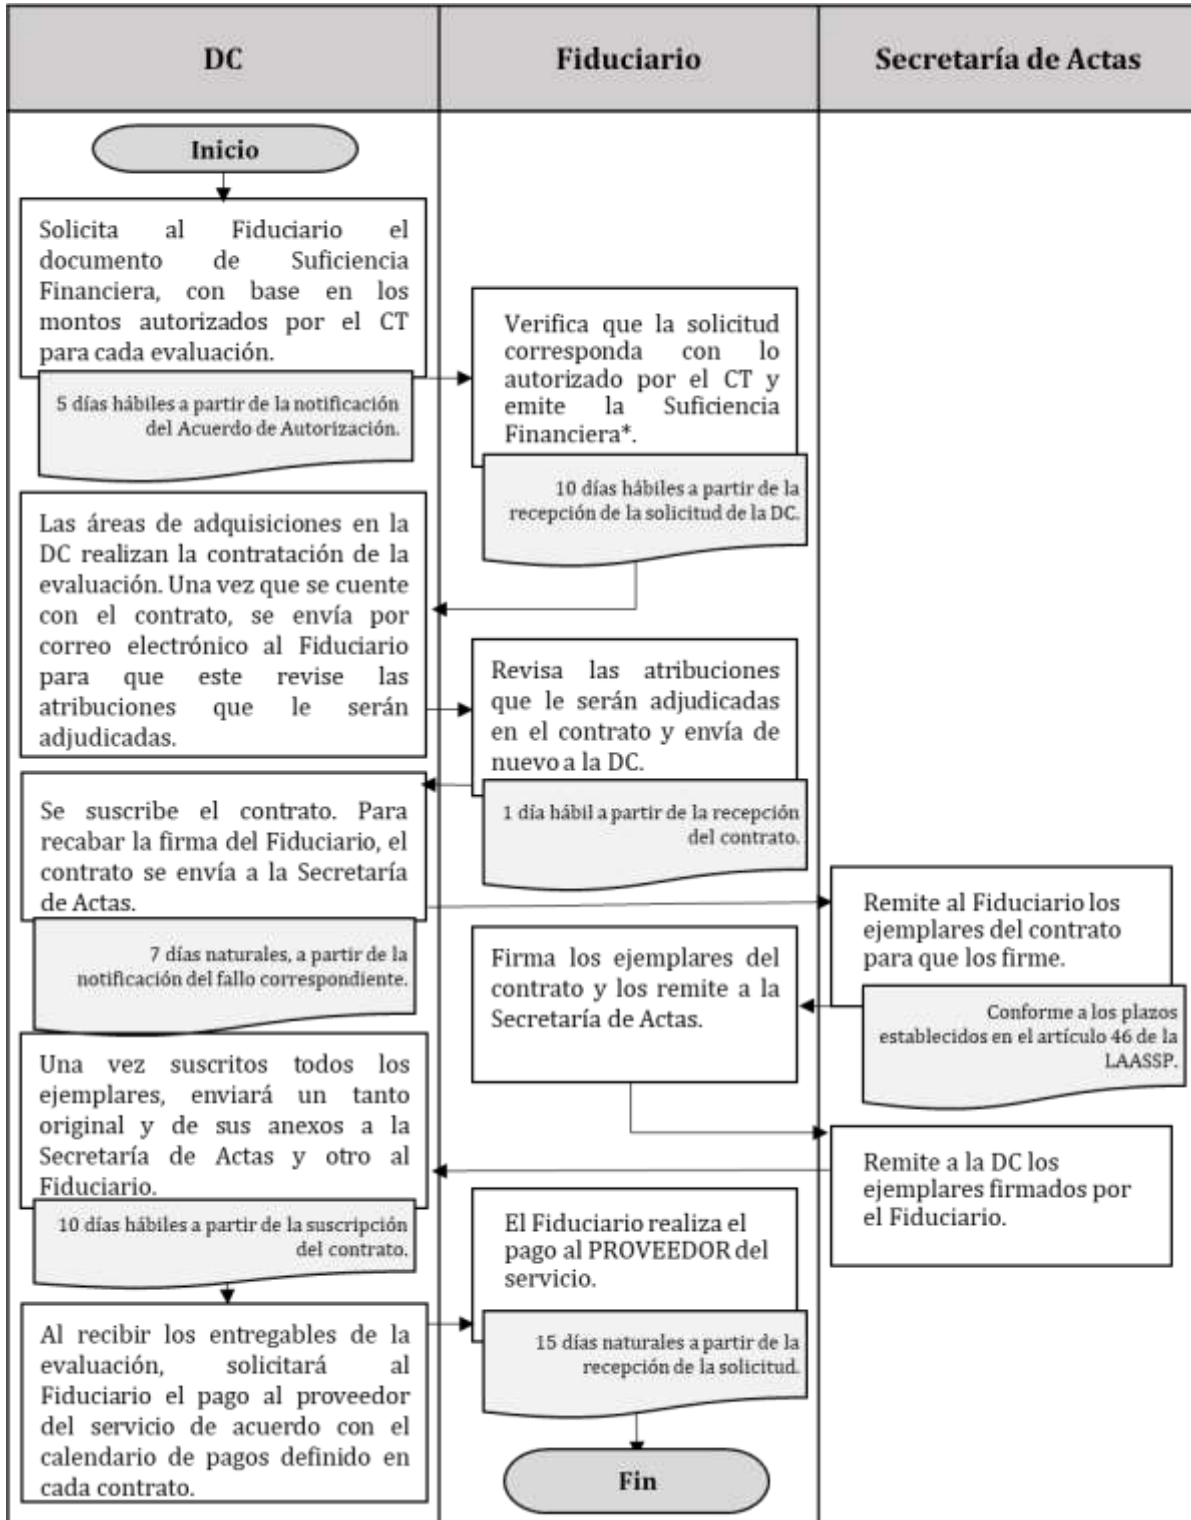 DC
Fiduciario
Secretaría de Actas
Inicio
Solicita al Fiduciario el
documento de Suficiencia
Financiera, con base en los
montos autorizados por el CT
para cada evaluación.
5 días hábiles a partir de la notificación
del Acuerdo de Autorización.
Verifica que la solicitud
corresponda con lo
autorizado por el CT y
emite la Suficiencia
Financiera*.
10 días hábiles a partir de la
recepción de la solicitud de la DC.
Las áreas de adquisiciones en la
DC realizan la contratación de la
evaluación. Una vez que se cuente
con el contrato, se envía por
correo electrónico al Fiduciario
para que este revise las
atribuciones que le serán
adjudicadas.
Revisa las atribuciones
que le serán adjudicadas
en el contrato y envía de
nuevo a la DC.
1 día hábil a partir de la recepción
del contrato.
Se suscribe el contrato. Para
recabar la firma del Fiduciario, el
contrato se envía a la Secretaría
de Actas.
7 días naturales, a partir de la
notificación del fallo correspondiente.
Remite al Fiduciario los
ejemplares del contrato
para que los firme.
Conforme a los plazos
establecidos en el artículo 46 de la
LAASSP.
Firma los ejemplares del
contrato y los remite a la
Secretaría de Actas.
Remite a la DC los
ejemplares firmados por
el Fiduciario.
Una vez suscritos todos los
ejemplares, enviará un tanto
original y de sus anexos a la
Secretaría de Actas y otro al
Fiduciario.
10 días hábiles a partir de la suscripción
del contrato.
Al recibir los entregables de la
evaluación, solicitará al
Fiduciario el pago al proveedor
del servicio de acuerdo con el
calendario de pagos definido en
cada contrato.
El Fiduciario realiza el
pago al PROVEEDOR del
servicio.
15 días naturales a partir de la
recepción de la solicitud.
Fin